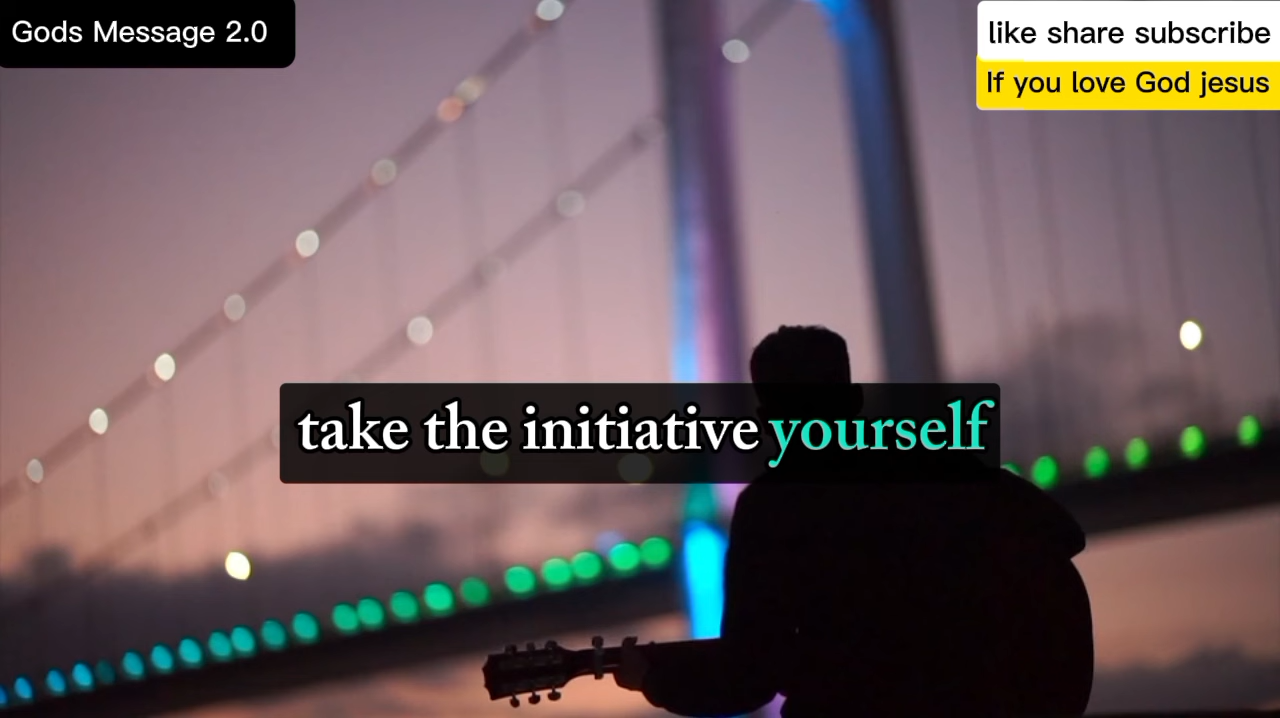 Gods Message 2.0
like share subscribe
If you love God jesus
take the initiative yourself